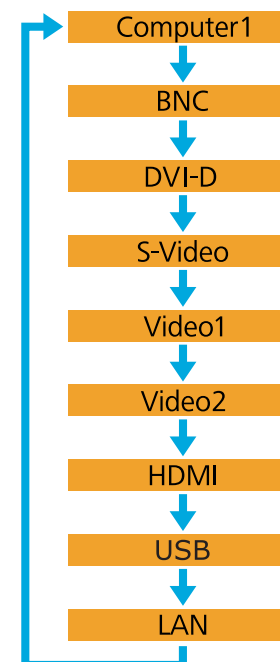 Computer1
BNC
DVI-D
S-Video
Video1
Video2
HDMI
USB
LAN